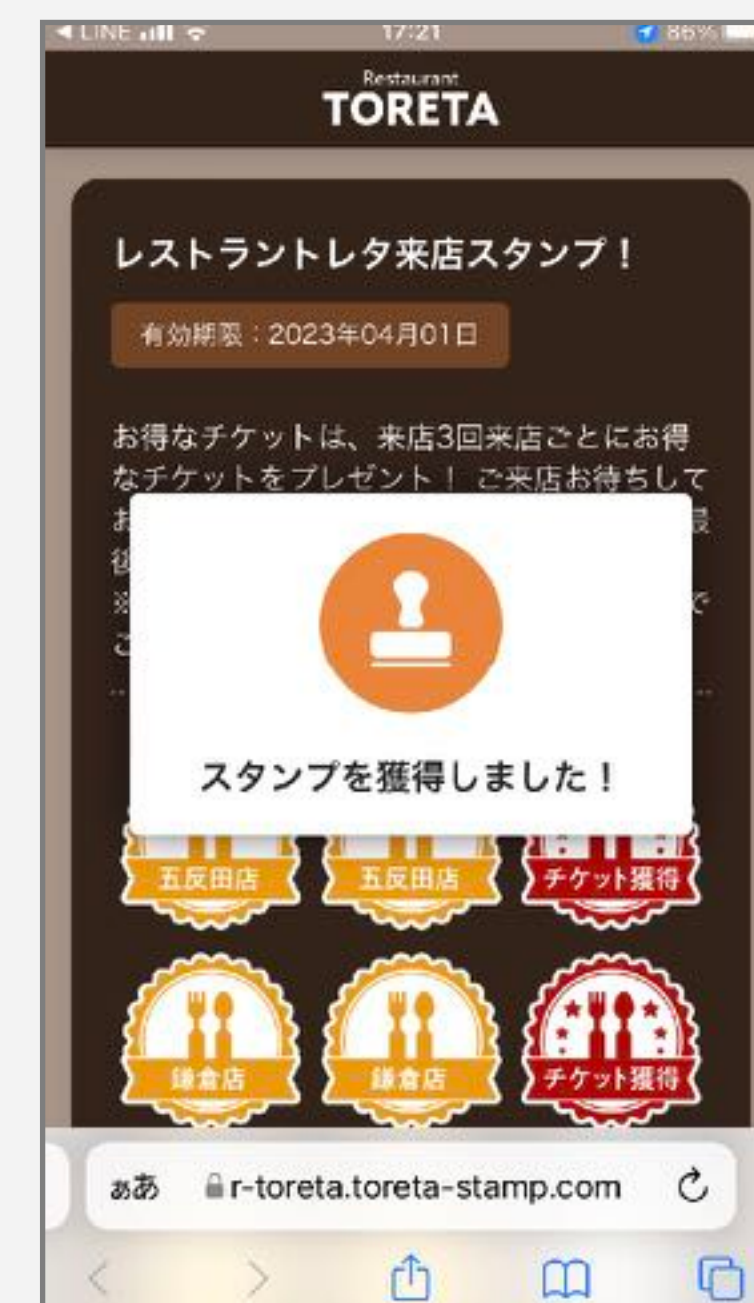 LINE
17:21
86%
Restaurant
TORETA
レストラントレタ来店スタンプ！
有効期限：2023年04月01日
お得なチケットは、来店3回来店ごとにお得
なチケットをプレゼント！ ご来店お待ちして
お
後
※
で
こ
スタンプを獲得しました！
五反田店
五反田店
チケット獲得
鎌倉店
鎌倉店
チケット獲得
ぁあ
r-toreta.toreta-stamp.com